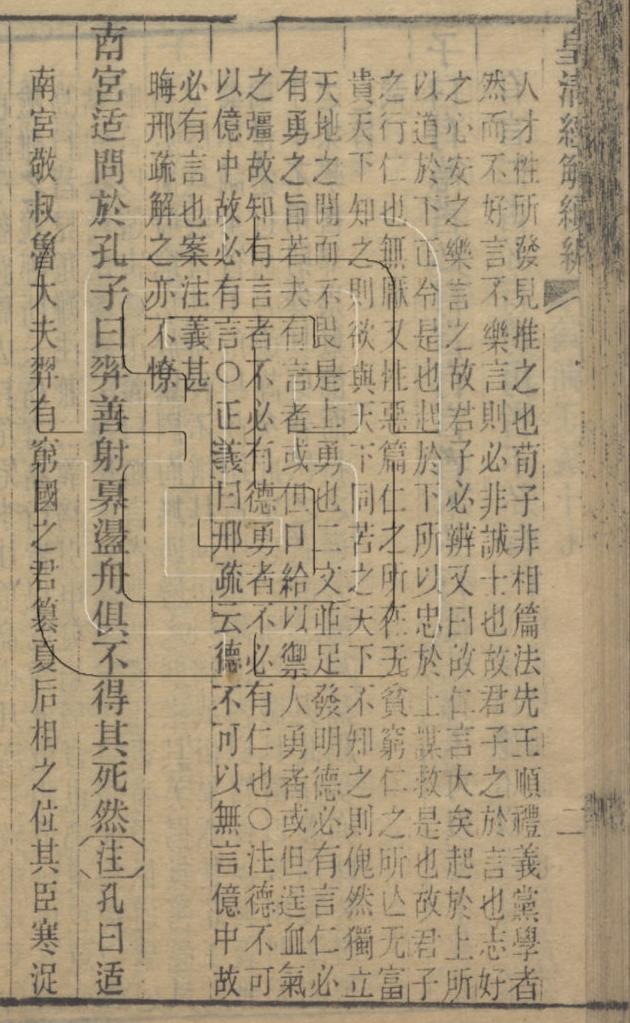 皇清經解續編
人才性所發見推之也荀子非相篇法先王順禮義黨學者
然而不好言不樂言則必非誠士也故君子之於言也志好
之心安之樂言之故君子必辨又曰故仁言大矣起於上所
以道於下正令是也起於下所以忠於上謀救是也故君子
之行仁也無厭又性惡篇仁之所在无貧窮仁之所亾无富
貴天下知之則欲與天下同苦之天下不知之則傀然獨立
天地之閒而不畏是上勇也二文並足發明德必有言仁必
有勇之旨若夫有言者或但口給以禦人勇者或但逞血氣
之彊故知有言者不必有德勇者不必有仁也○注德不可
以億中故必有言○正義曰邢疏云德不可以無言億中故
必有言也案注義甚
晦邢疏解之亦不憭
南宮适問於孔子曰羿善射奡盪舟俱不得其死然注孔曰适
南宮敬叔魯大夫羿有窮國之君篡夏后相之位其臣寒浞
二